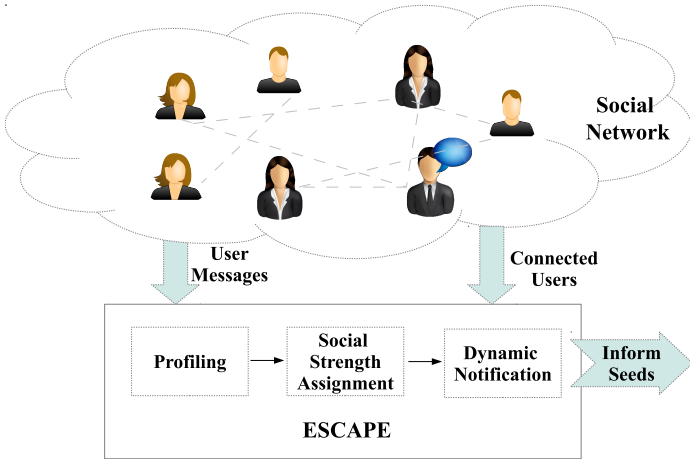 Social
Network
User
Messages
Connected
Users
Profiling
Social
Strength
Assignment
Dynamic
Notification
Inform
Seeds
ESCAPE